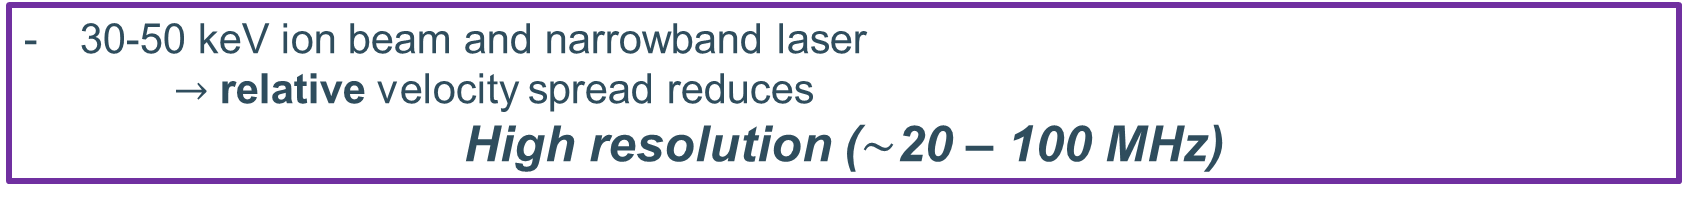 - 30-50 keV ion beam and narrowband laser
→ relative velocity spread reduces
High resolution (~20 – 100 MHz)